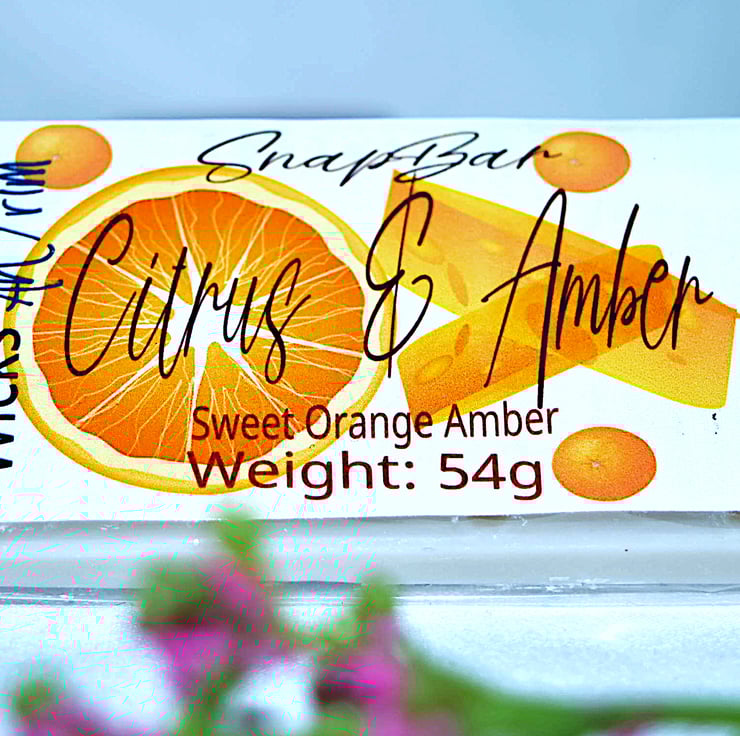 SnapBar
Citrus & Amber
Sweet Orange Amber
Weight: 54g